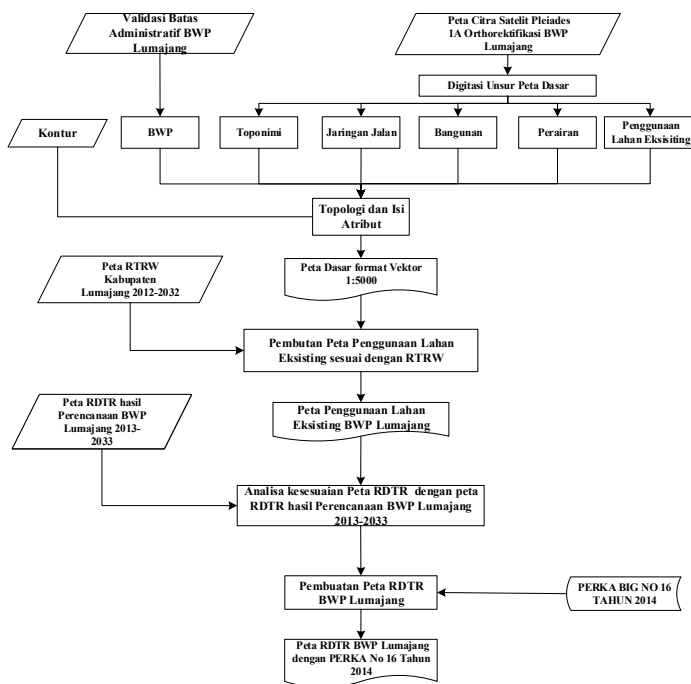 Validasi Batas
Administratif BWP
Lumajang
Peta Citra Satelit Pleiades
1A Orthorektifikasi BWP
Lumajang
Digitasi Unsur Peta Dasar
Kontur
BWP
Toponimi
Jaringan Jalan
Bangunan
Perairan
Penggunaan
Lahan Eksisiting
Topologi dan Isi
Atribut
Peta RTRW
Kabupaten
Lumajang 2012-2032
Peta Dasar format Vektor
1:5000
Pembutan Peta Penggunaan Lahan
Eksisting sesuai dengan RTRW
Peta RDTR hasil
Perencanaan BWP
Lumajang 2013-
2033
Peta Penggunaan Lahan
Eksisting BWP Lumajang
Analisa kesesuaian Peta RDTR dengan peta
RDTR hasil Perencanaan BWP Lumajang
2013-2033
Pembuatan Peta RDTR
BWP Lumajang
PERKA BIG NO 16
TAHUN 2014
Peta RDTR BWP Lumajang
dengan PERKA No 16 Tahun
2014